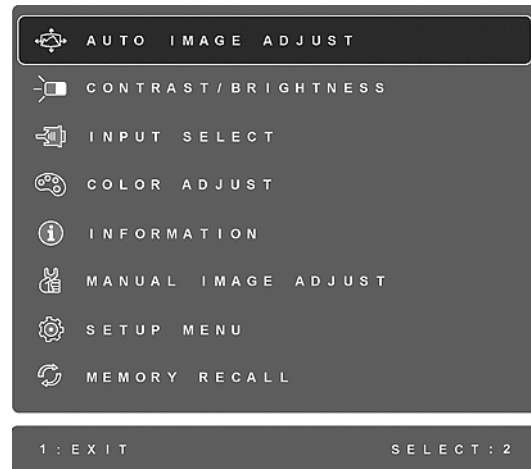 AUTO IMAGE ADJUST
CONTRAST/BRIGHTNESS
INPUT SELECT
COLOR ADJUST
INFORMATION
MANUAL IMAGE ADJUST
SETUP MENU
MEMORY RECALL
1:EXIT SELECT:2